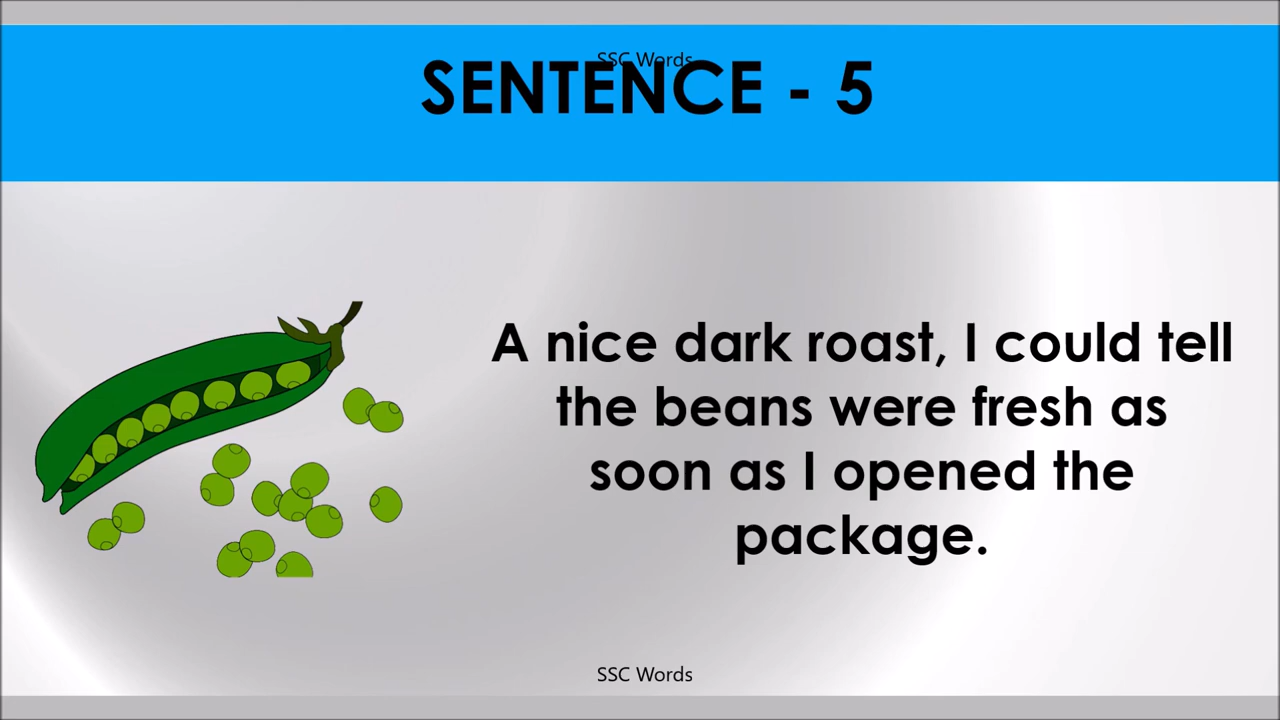 SSC Words
SENTENCE - 5
A nice dark roast, I could tell
the beans were fresh as
soon as I opened the
package.
SSC Words